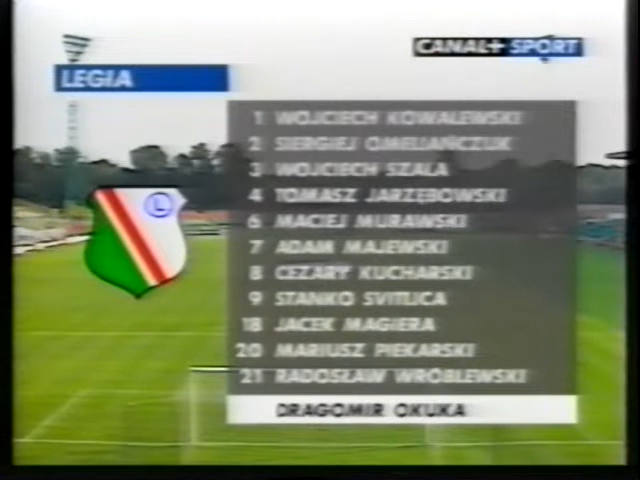 CANAL+ SPORT
LEGIA
1 WOJCIECH KOWALEWSKI
2 SIERGIEJ OMELIAŃCZUK
3 WOJCIECH SZALA
4 TOMASZ JARZĘBOWSKI
6 MACIEJ MURAWSKI
7 ADAM MAJEWSKI
8 CEZARY KUCHARSKI
9 STANKO SVITLICA
18 JACEK MAGIERA
20 MARIUSZ PIEKARSKI
21 RADOSŁAW WRÓBLEWSKI
DRAGOMIR OKUKA
L